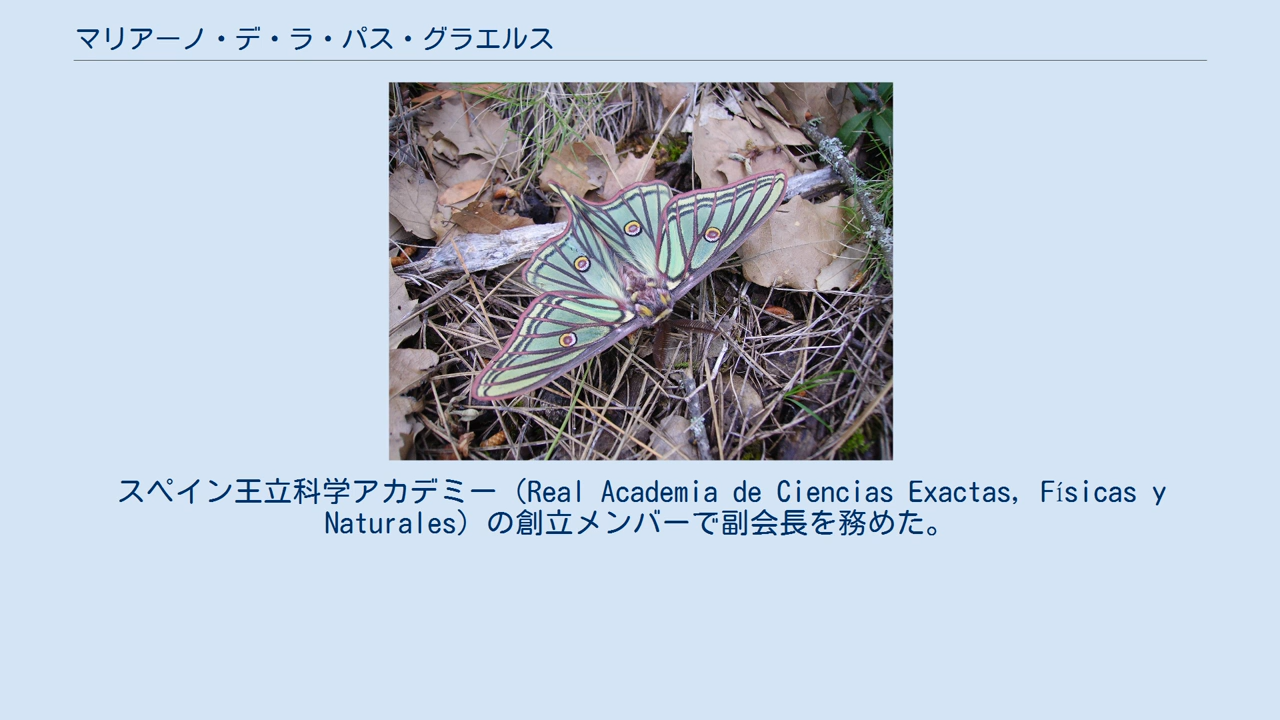 マリアーノ・デ・ラ・パス・グラエルス
スペイン王立科学アカデミー（Real Academia de Ciencias Exactas, Físicas y
Naturales）の創立メンバーで副会長を務めた。